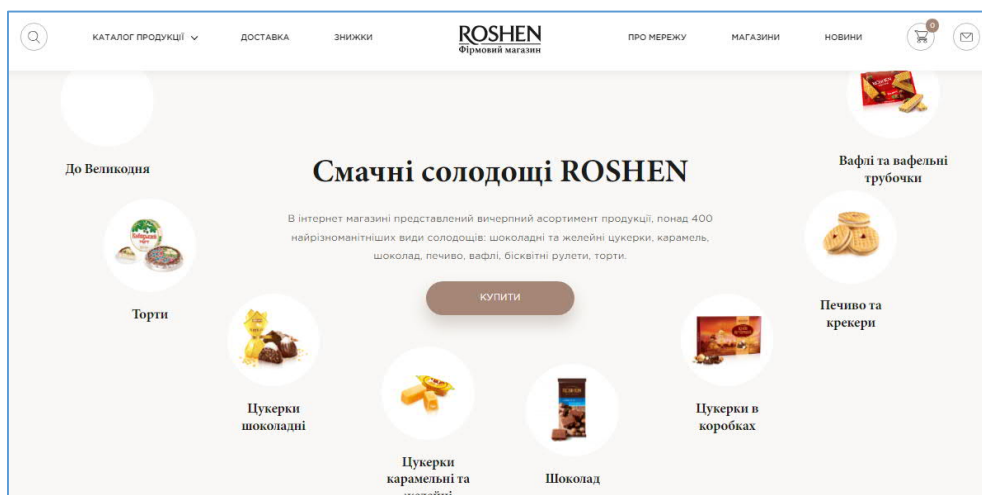 КАТАЛОГ ПРОДУКЦІЇ
ДОСТАВКА
ЗНИЖКИ
ROSHEN
Фірмовий магазин
ПРО МЕРЕЖУ
МАГАЗИНИ
НОВИНИ
0
До Великодня
Вафлі та вафельні
трубочки
Смачні солодощі ROSHEN
В інтернет магазині представлений вичерпний асортимент продукції, понад 400
найрізноманітніших види солодощів: шоколадні та желейні цукерки, карамель,
шоколад, печиво, вафлі, бісквітні рулети, торти.
КУПИТИ
Торти
Печиво та
крекери
Цукерки
шоколадні
Цукерки в
коробках
Цукерки
карамельні та
Шоколад